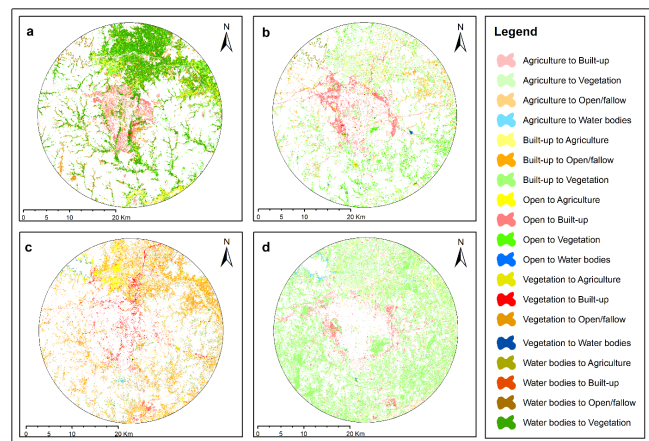 a
N
0 5 10 20 Km
b
N
0 5 10 20 Km
c
N
0 5 10 20 Km
d
N
0 5 10 20 Km
Legend
Agriculture to Built-up
Agriculture to Vegetation
Agriculture to Open/fallow
Agriculture to Water bodies
Built-up to Agriculture
Built-up to Open/fallow
Built-up to Vegetation
Open to Agriculture
Open to Built-up
Open to Vegetation
Open to Water bodies
Vegetation to Agriculture
Vegetation to Built-up
Vegetation to Open/fallow
Vegetation to Water bodies
Water bodies to Agriculture
Water bodies to Built-up
Water bodies to Open/fallow
Water bodies to Vegetation